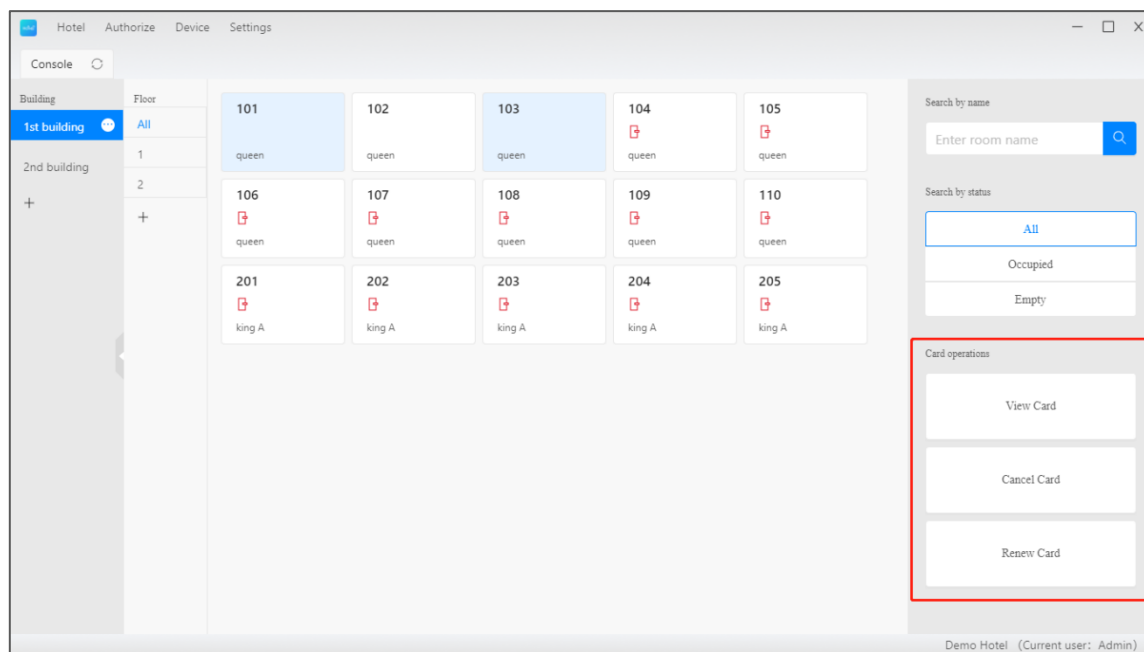 Hotel Authorize Device Settings
Console
Building
1st building
2nd building
+
Floor
All
1
2
+
101
queen
102
queen
103
queen
104
queen
105
queen
106
queen
107
queen
108
queen
109
queen
110
queen
201
king A
202
king A
203
king A
204
king A
205
king A
Search by name
Enter room name
Search by status
All
Occupied
Empty
Card operations
View Card
Cancel Card
Renew Card
Demo Hotel (Current user: Admin)